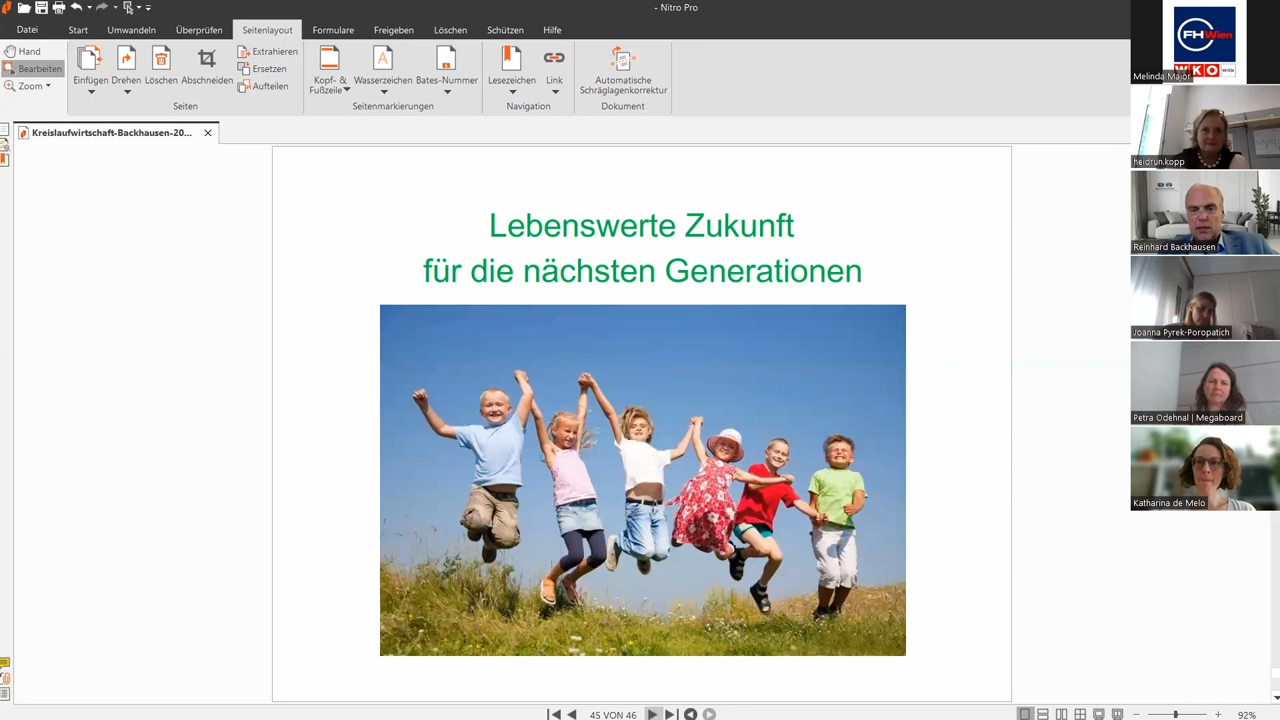 - Nitro Pro
Datei
Start
Umwandeln
Überprüfen
Seitenlayout
Formulare
Freigeben
Löschen
Schützen
Hilfe
Hand
Bearbeiten
Zoom
Einfügen
Drehen
Löschen
Abschneiden
Extrahieren
Ersetzen
Aufteilen
Seiten
Kopf- &
Fußzeile
Wasserzeichen
Bates-Nummer
Seitenmarkierungen
Lesezeichen
Link
Navigation
Automatische
Schräglagenkorrektur
Dokument
Kreislaufwirtschaft-Backhausen-20...
Lebenswerte Zukunft
für die nächsten Generationen
45 VON 46
92%
FHWien
WKO WIEN
Melinda Major
heidrun.kopp
Reinhard Backhausen
Joanna Pyrek-Poropatich
Petra Odehnal | Megaboard
Katharina de Melo